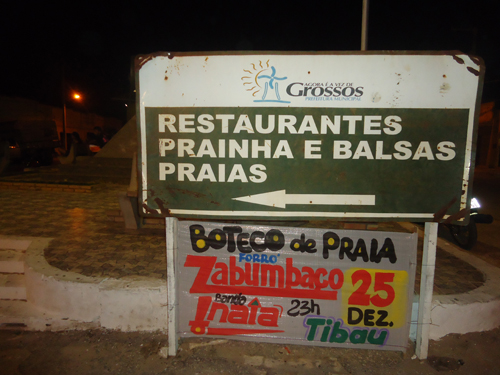 AGORA É A VEZ DE
Grossos
PREFEITURA MUNICIPAL
RESTAURANTES
PRAINHA E BALSAS
PRAIAS
BOTECO de PRAIA
FORRÓ
Zabumbaco 25
Banda
Inaiá 23h DEZ.
Tibau